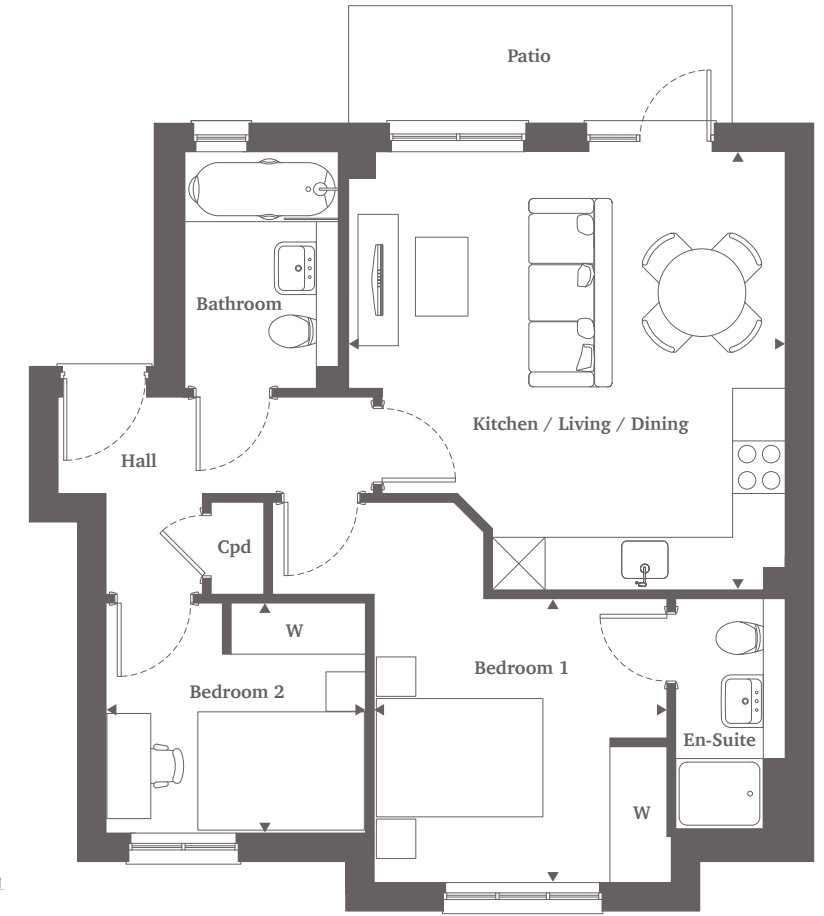 Patio
Bathroom
Kitchen / Living / Dining
Hall
Cpd
W
Bedroom 1
Bedroom 2
En-Suite
W